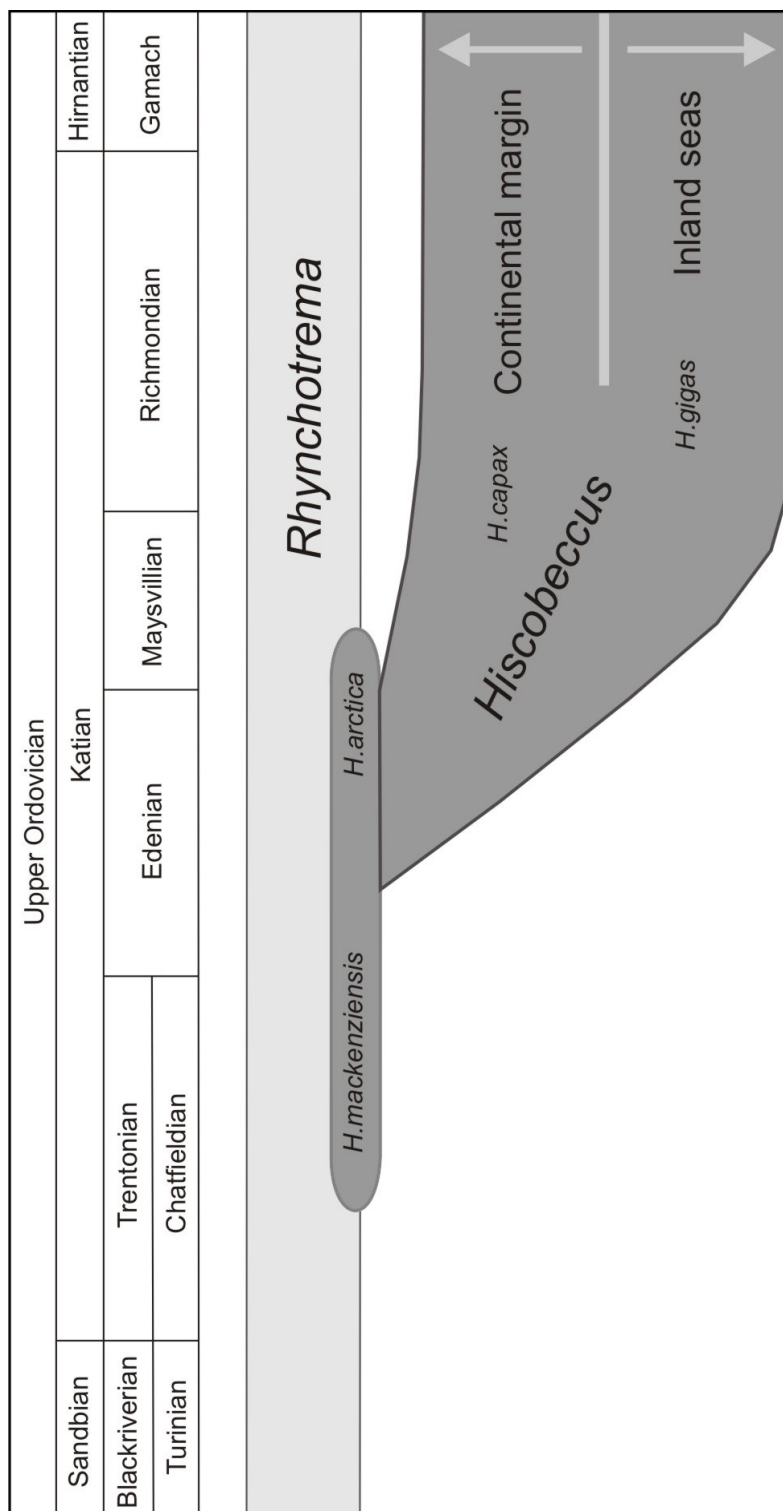 Upper Ordovician
Sandbian
Katian
Hirnantian
Blackriverian
Trentonian
Edenian
Maysvillian
Richmondian
Gamach
Turinian
Chatfieldian
Rhynchotrema
H.mackenziensis
H.arctica
Hiscobeccus
H.capax
Continental margin
H.gigas
Inland seas